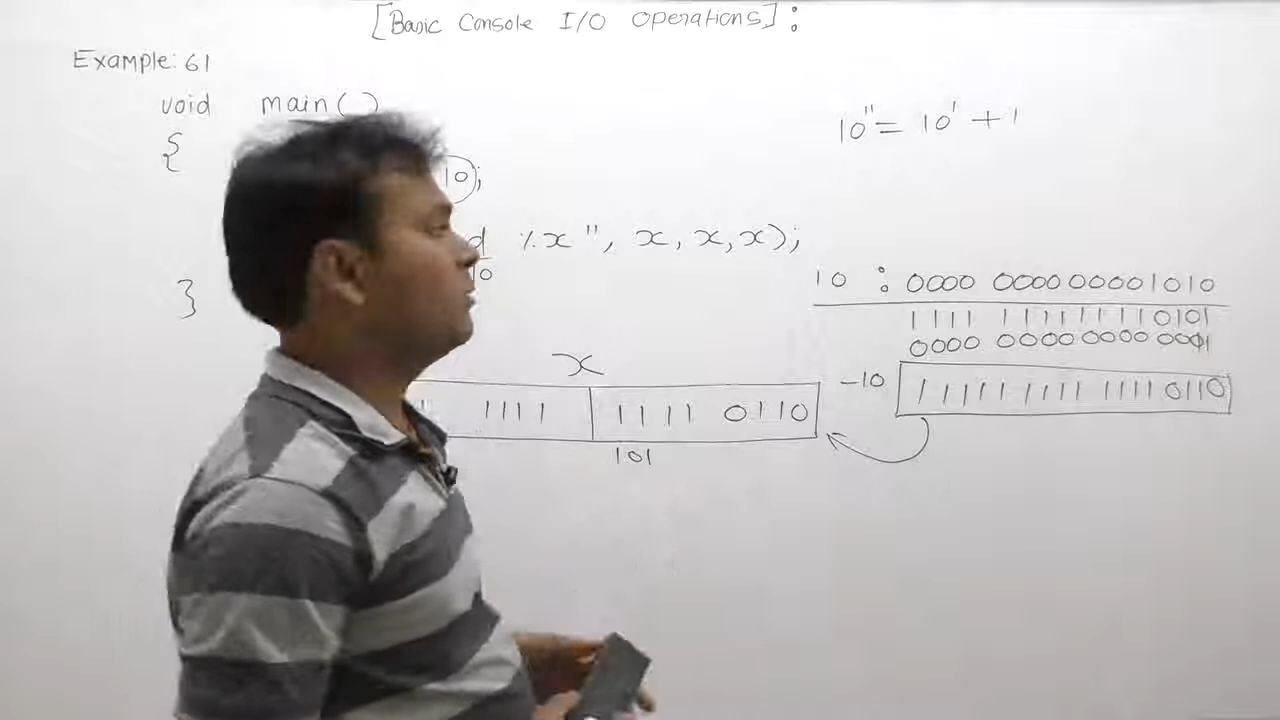 [Basic Console I/O Operations]:
Example: 61
void main( )
{
10;
d %x", x, x, x);
10
}
10" = 10' + 1
10 : 0000 0000 0000 1010
1111 1111 1111 0101
0000 0000 0000 0001
-10 1111 1111 1111 0110
x
1111 1111 0110
101